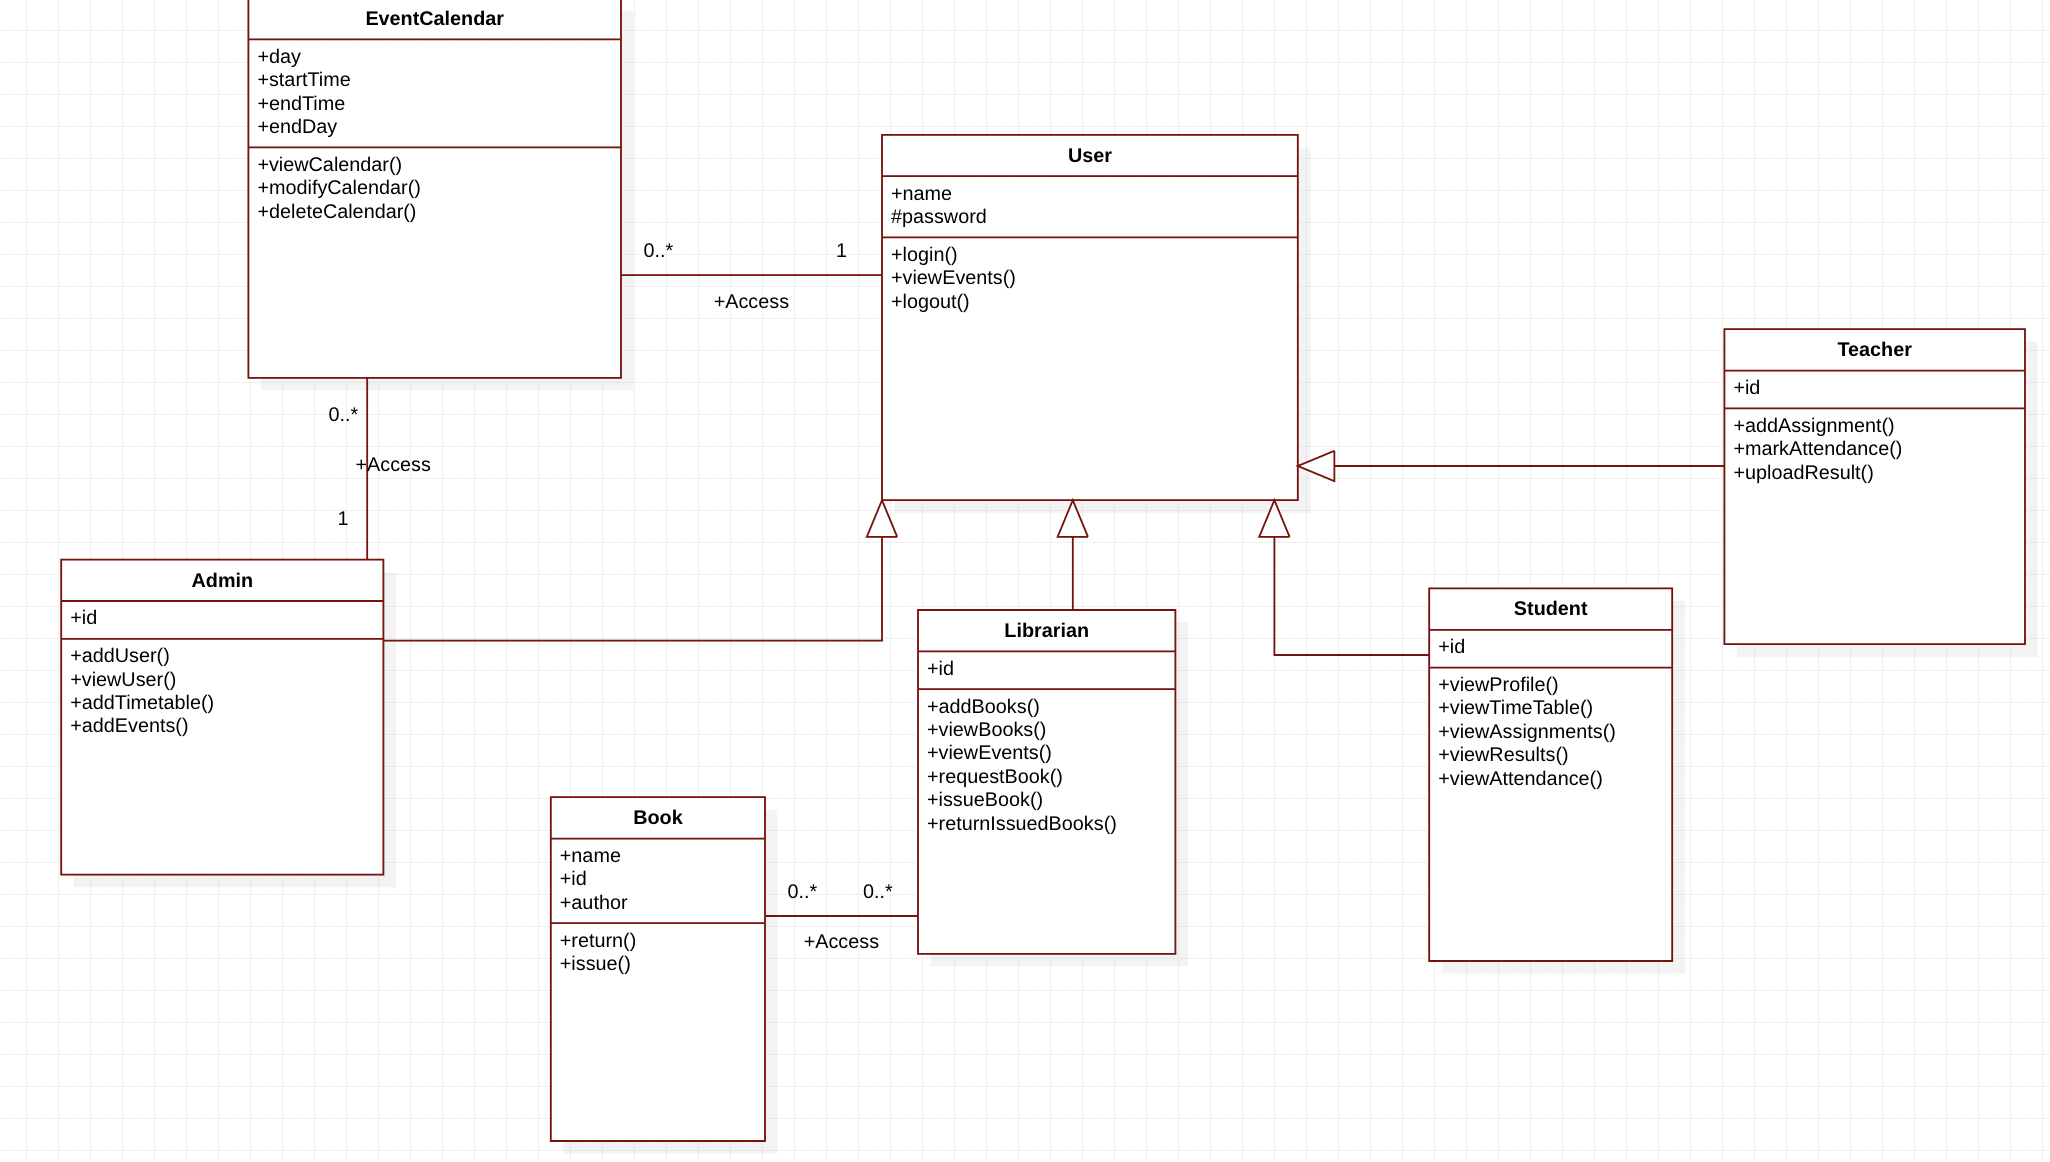 EventCalendar
+day
+startTime
+endTime
+endDay
+viewCalendar()
+modifyCalendar()
+deleteCalendar()
0..*
1
+Access
User
+name
#password
+login()
+viewEvents()
+logout()
Teacher
+id
+addAssignment()
+markAttendance()
+uploadResult()
0..*
+Access
1
Admin
+id
+addUser()
+viewUser()
+addTimetable()
+addEvents()
Librarian
+id
+addBooks()
+viewBooks()
+viewEvents()
+requestBook()
+issueBook()
+returnIssuedBooks()
Student
+id
+viewProfile()
+viewTimeTable()
+viewAssignments()
+viewResults()
+viewAttendance()
Book
+name
+id
+author
+return()
+issue()
0..*
0..*
+Access